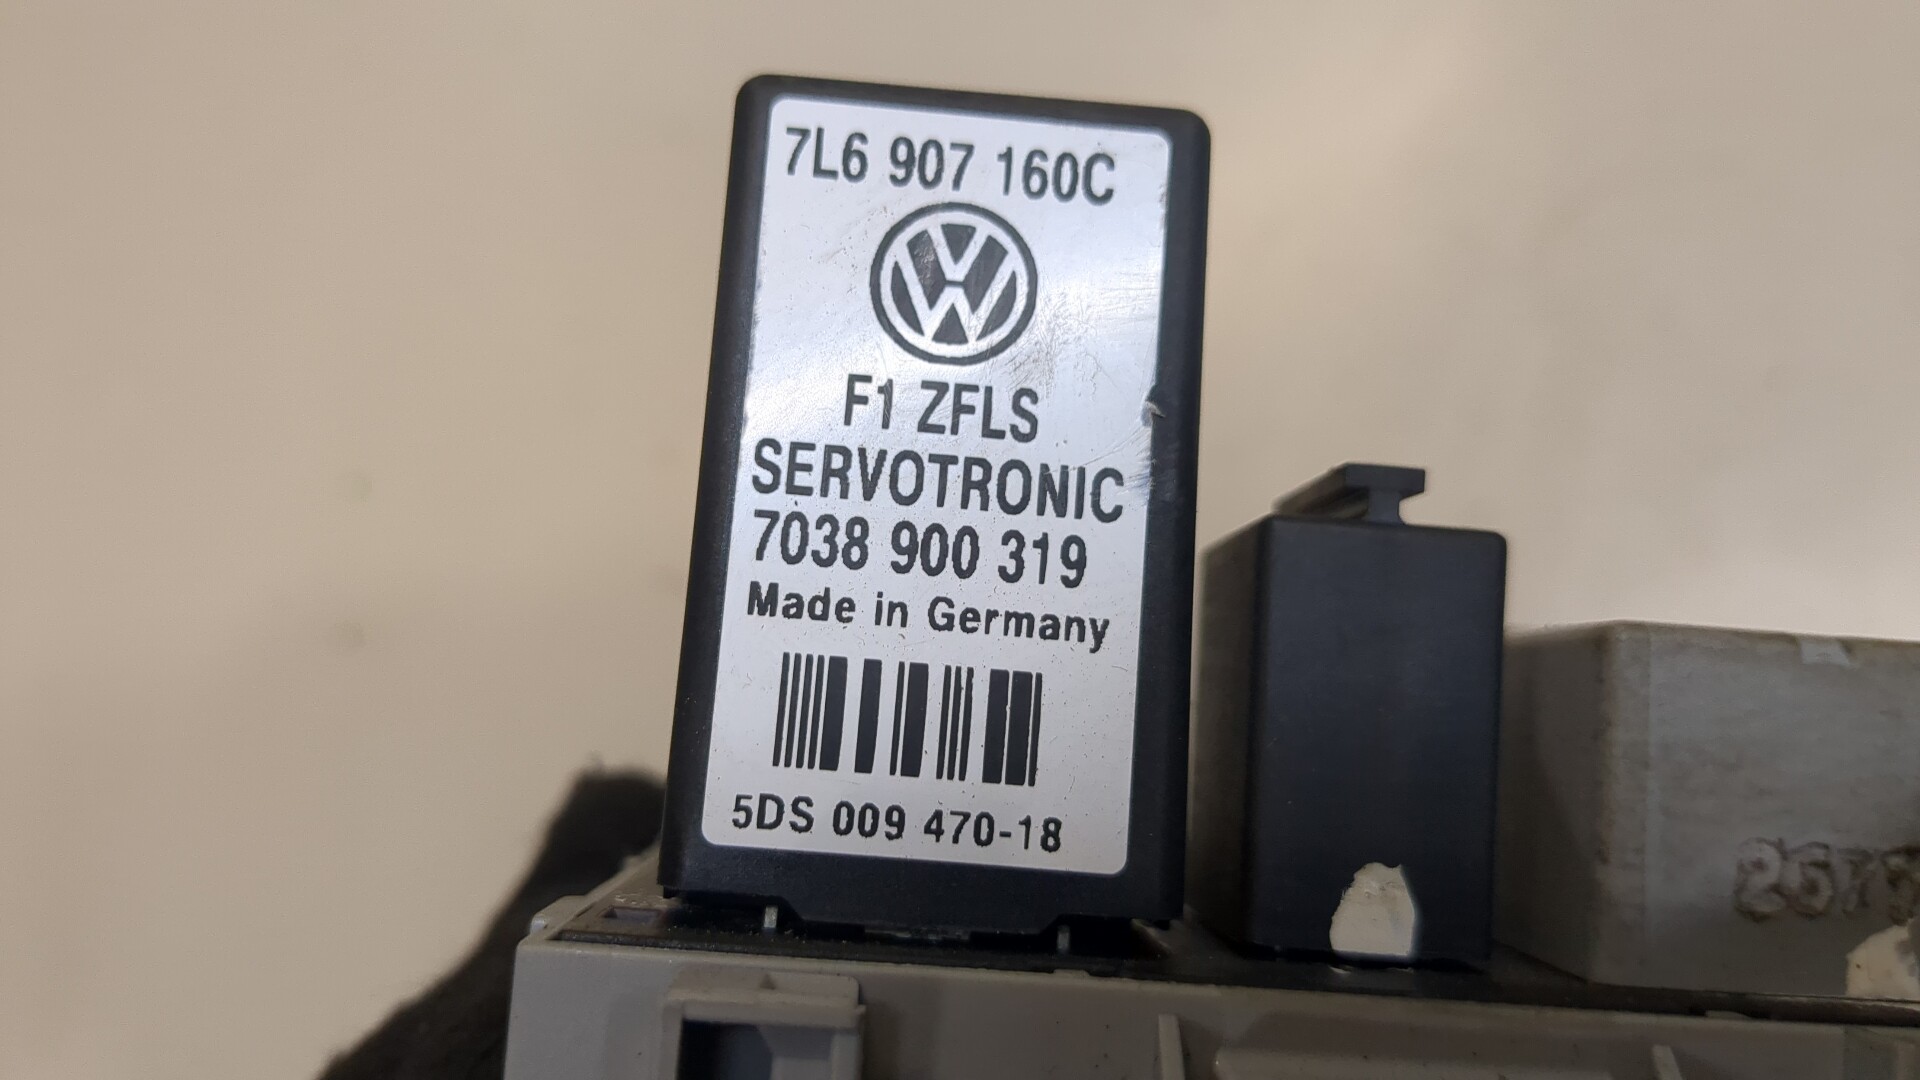 7L6 907 160C
F1 ZFLS
SERVOTRONIC
7038 900 319
Made in Germany
5DS 009 470-18